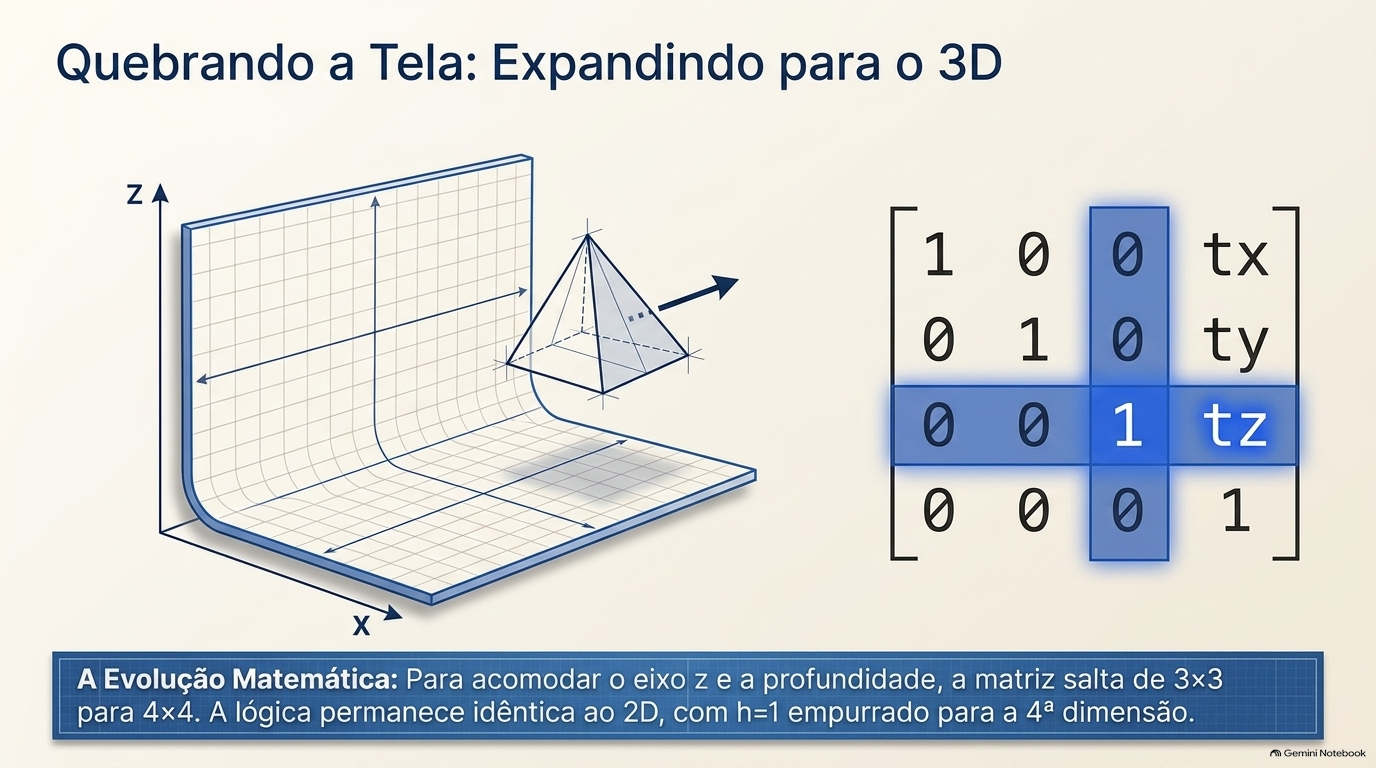 Quebrando a Tela: Expandindo para o 3D
Z
X
1 0 0 tx
0 1 0 ty
0 0 1 tz
0 0 0 1
A Evolução Matemática: Para acomodar o eixo z e a profundidade, a matriz salta de 3×3
para 4×4. A lógica permanece idêntica ao 2D, com h=1 empurrado para a 4ª dimensão.
Gemini Notebook